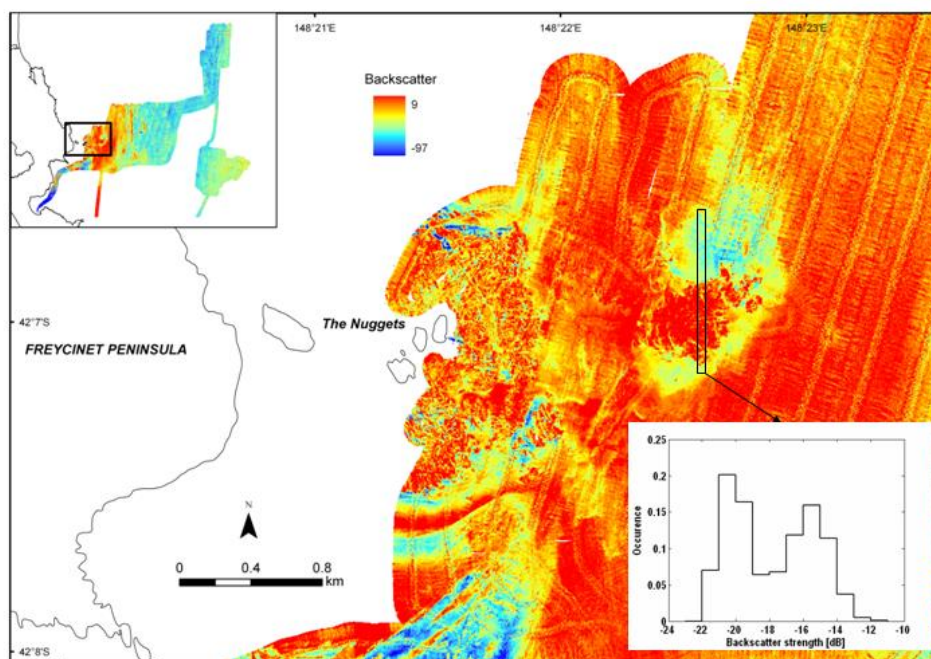 148°21'E
148°22'E
148°23'E
Backscatter
9
-97
42°7'S
The Nuggets
FREYCINET PENINSULA
N
0 0.4 0.8
km
42°8'S
0.25
0.2
0.15
0.1
0.05
0
Occurence
-24 -22 -20 -18 -16 -14 -12 -10
Backscatter strength [dB]